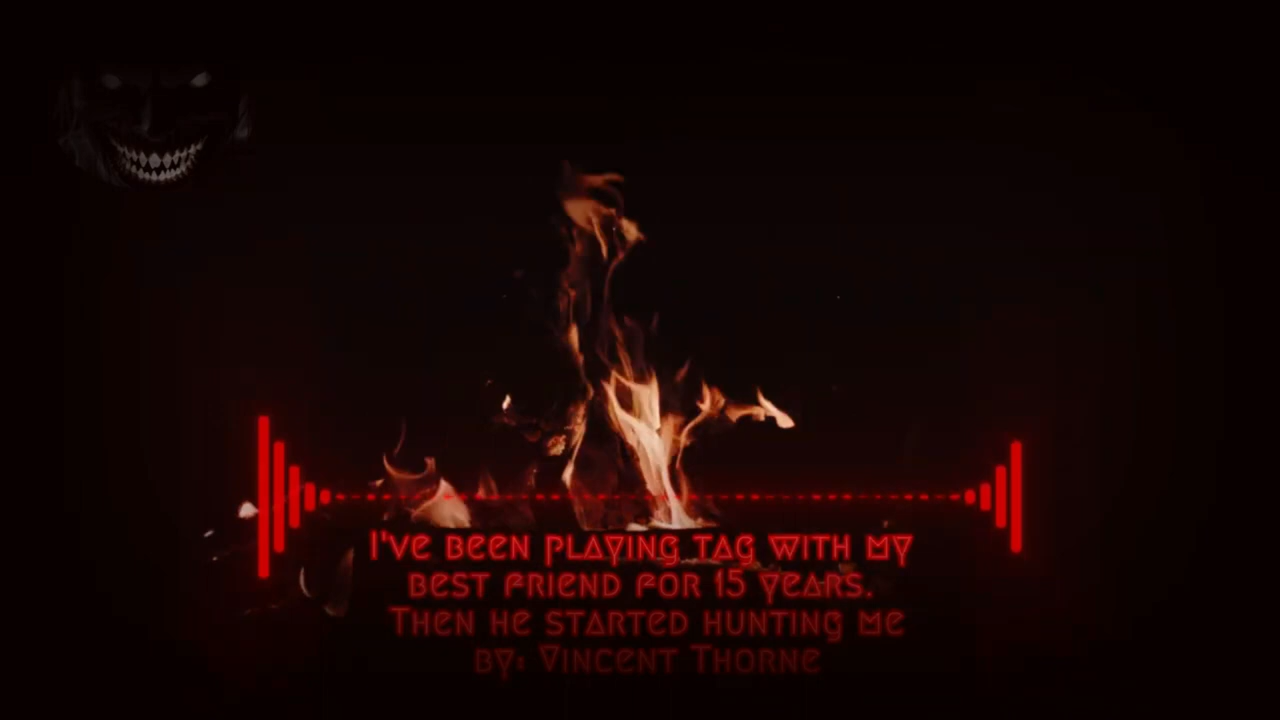 I've been playing tag with my
best friend for 15 years.
Then he started hunting me
by: Vincent Thorne